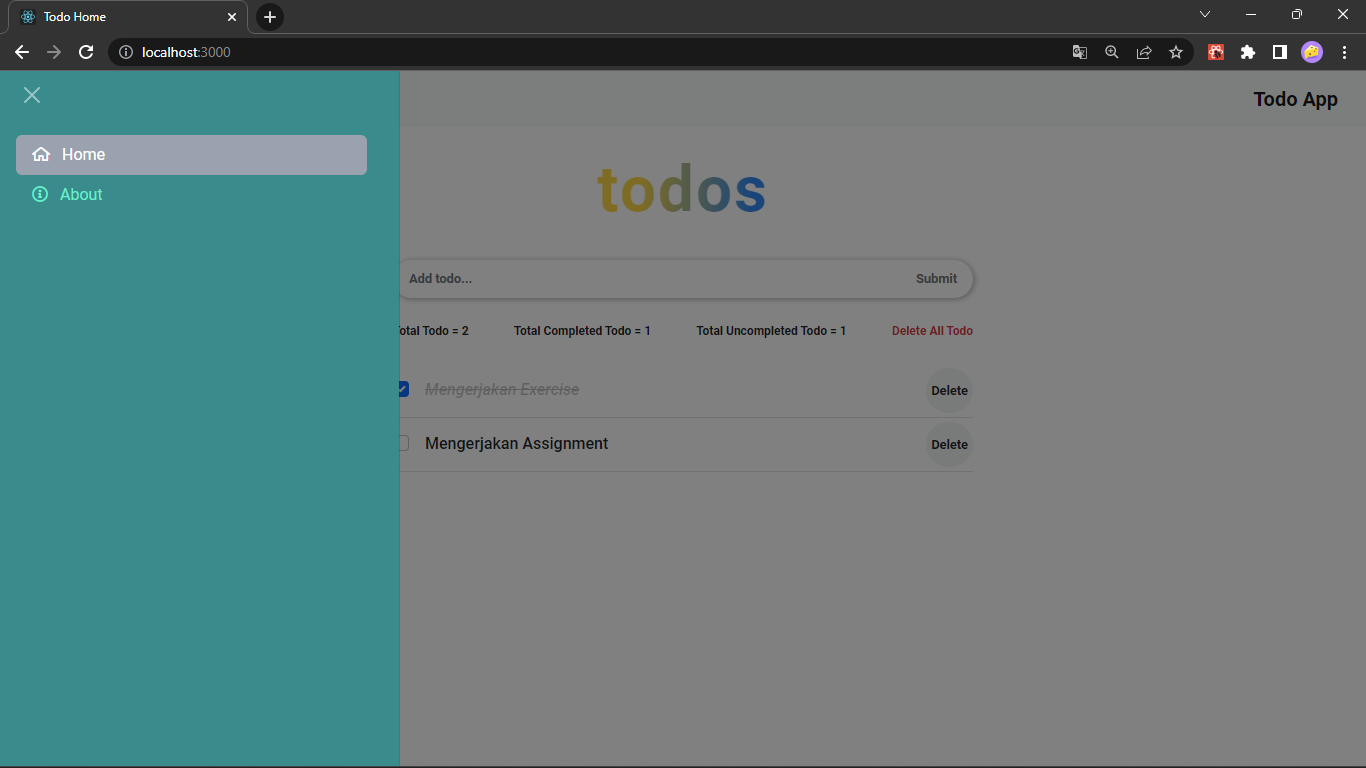 Todo Home
localhost:3000
Todo App
Home
About
todos
Add todo... Submit
otal Todo = 2 Total Completed Todo = 1 Total Uncompleted Todo = 1 Delete All Todo
Mengerjakan Exercise Delete
Mengerjakan Assignment Delete